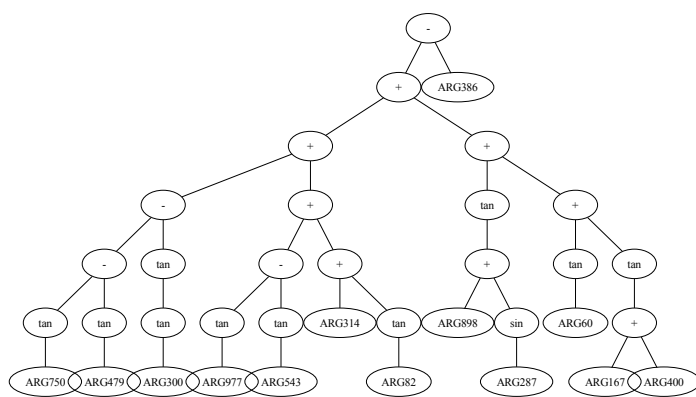 -
+ ARG386
+ +
- + tan +
- tan - + + tan tan
tan tan tan tan tan ARG314 tan ARG898 sin ARG60 +
ARG750 ARG479 ARG300 ARG977 ARG543 ARG82 ARG287 ARG167 ARG400